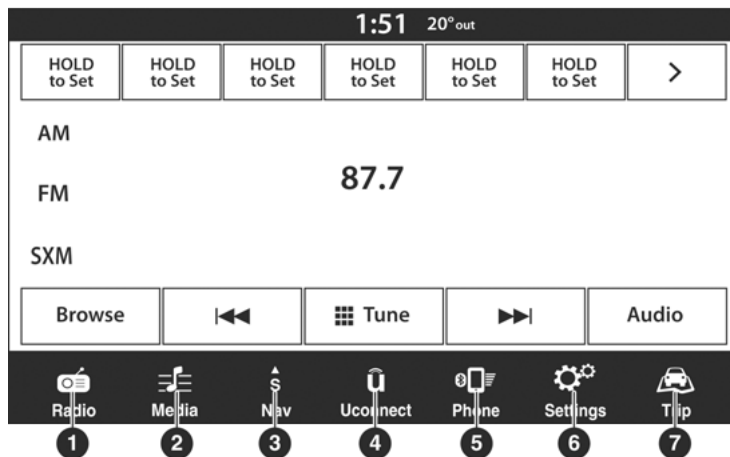 1:51 20° out
HOLD to Set HOLD to Set HOLD to Set HOLD to Set HOLD to Set HOLD to Set >
AM
87.7
FM
SXM
Browse Tune Audio
S û
Radio Media Nav Uconnect Phone Settings Trip
1 2 3 4 5 6 7